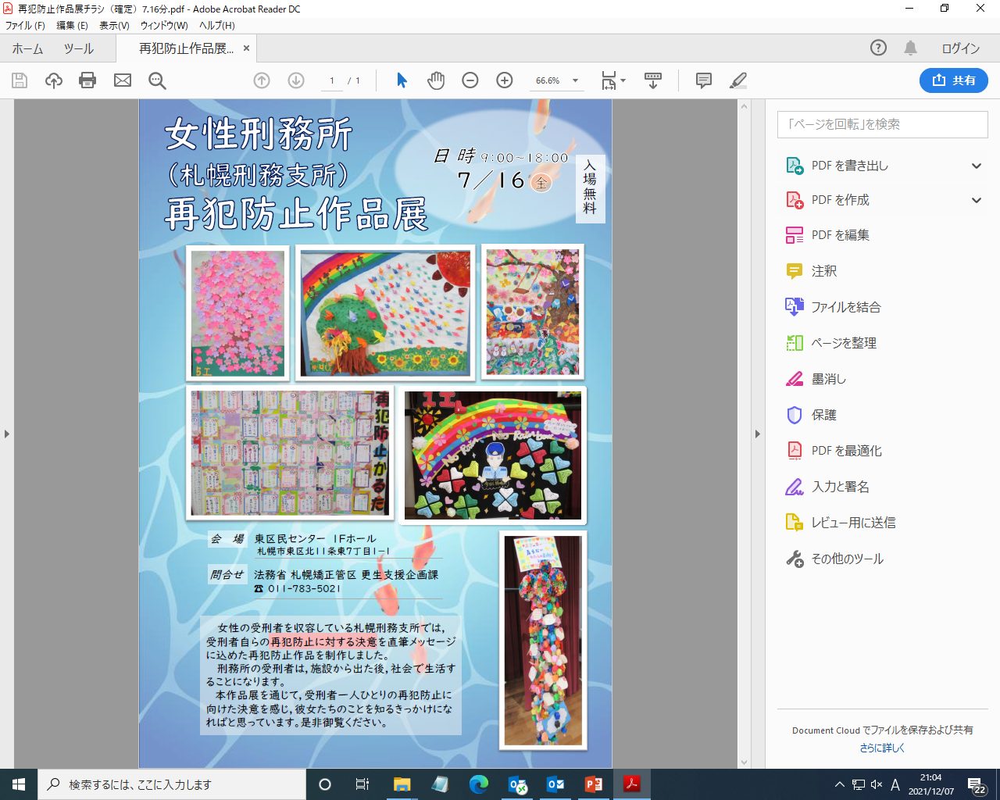 再犯防止作品展チラシ（確定）7.16分.pdf - Adobe Acrobat Reader DC
ファイル (F) 編集 (E) 表示(V) ウィンドウ(W) ヘルプ(H)
ホーム ツール 再犯防止作品展... × ログイン
1 / 1 66.6% 共有
女性刑務所
（札幌刑務支所）
再犯防止作品展
日 時 9:00~18:00
7／16 金
入場無料
5工
再犯防止かるた
1工
No Rain No Rainbow
会 場 東区民センター 1Fホール
札幌市東区北11条東7丁目1-1
問合せ 法務省 札幌矯正管区 更生支援企画課
☎ 011-783-5021
女性の受刑者を収容している札幌刑務支所では，
受刑者自らの再犯防止に対する決意を直筆メッセージ
に込めた再犯防止作品を制作しました。
刑務所の受刑者は，施設から出た後，社会で生活す
ることになります。
本作品展を通じて，受刑者一人ひとりの再犯防止に
向けた決意を感じ，彼女たちのことを知るきっかけにな
ればと思っています。是非御覧ください。
「ページを回転」を検索
PDF を書き出し
PDF を作成
PDF を編集
注釈
ファイルを結合
ページを整理
墨消し
保護
PDF を最適化
入力と署名
レビュー用に送信
その他のツール
Document Cloud でファイルを保存および共有
さらに詳しく
検索するには、ここに入力します
A
21:04
2021/12/07
22